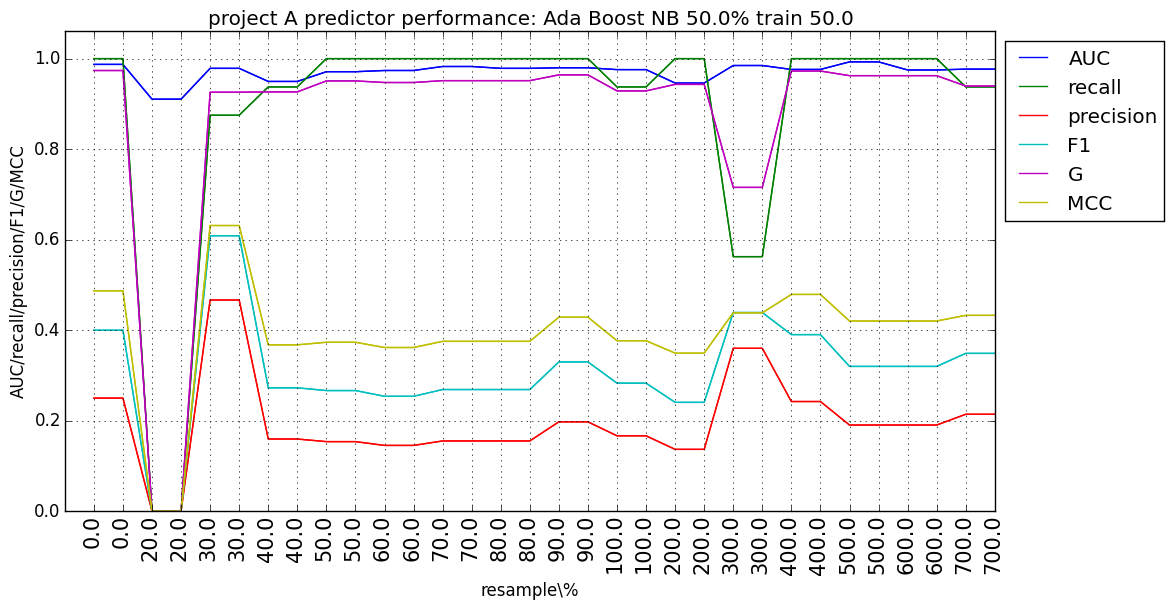 project A predictor performance: Ada Boost NB 50.0% train 50.0
AUC/recall/precision/F1/G/MCC
1.0
0.8
0.6
0.4
0.2
0.0
0.0 0.0 20.0 20.0 30.0 30.0 40.0 40.0 50.0 50.0 60.0 60.0 70.0 70.0 80.0 80.0 90.0 90.0 100.0 100.0 200.0 200.0 300.0 300.0 400.0 400.0 500.0 500.0 600.0 600.0 700.0 700.0
resample\%
AUC
recall
precision
F1
G
MCC